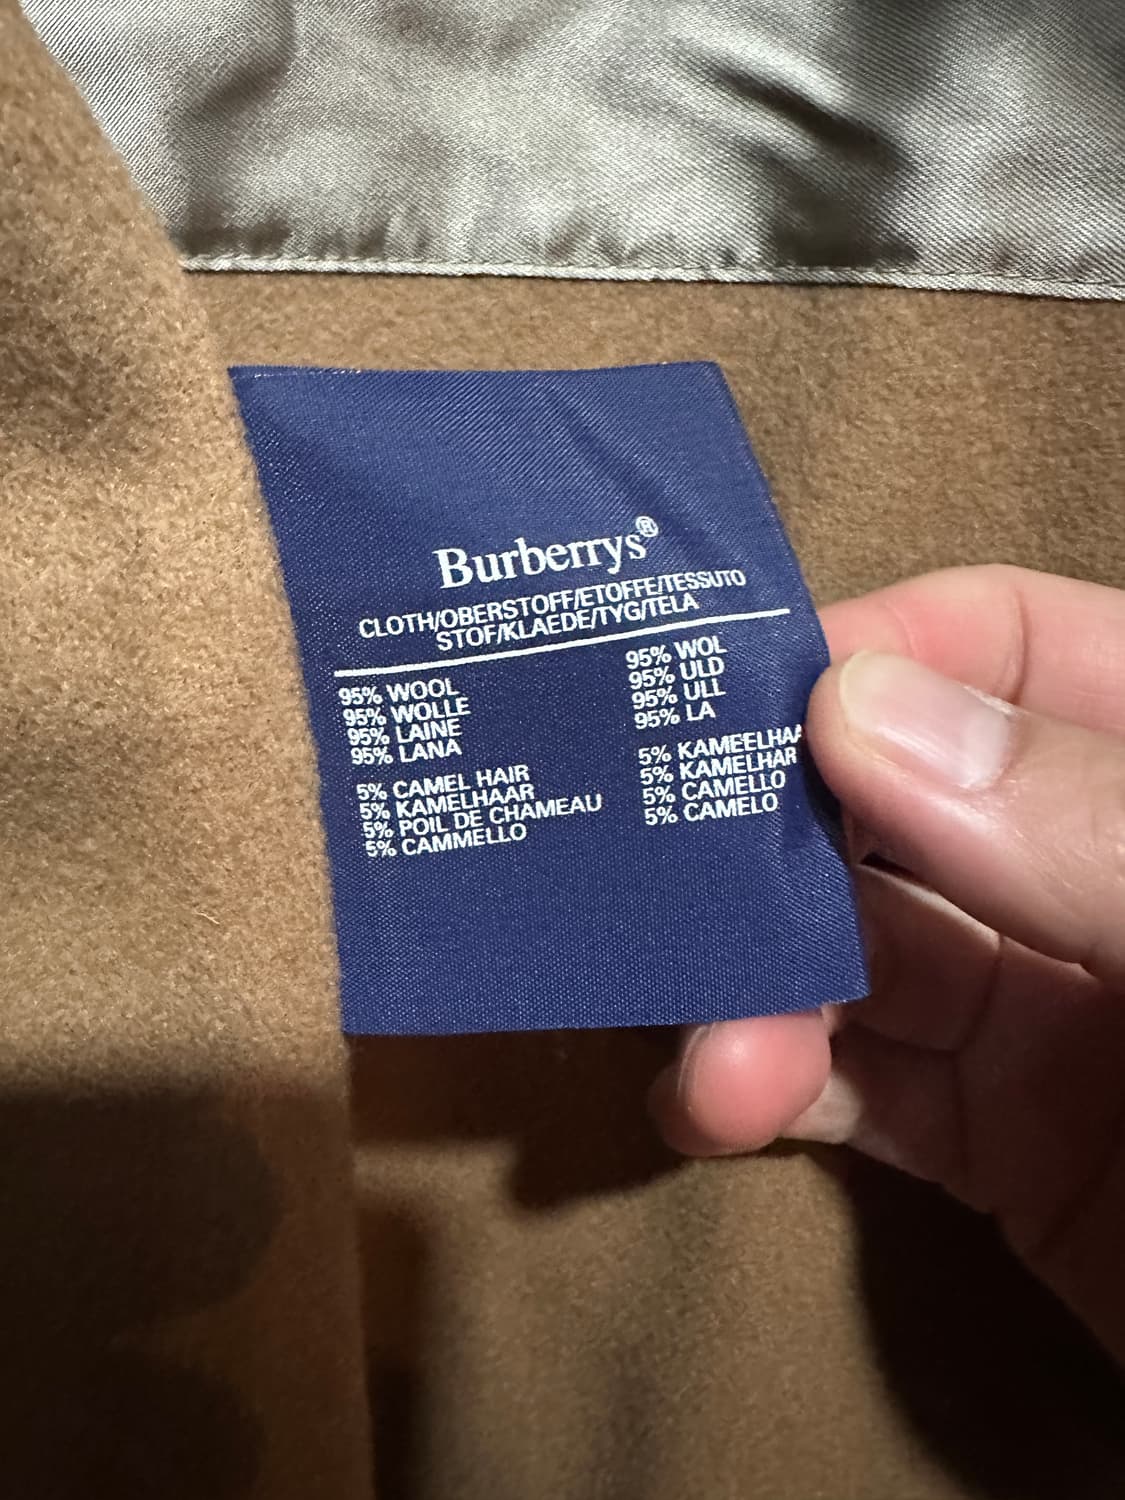 Burberrys®
CLOTH/OBERSTOFF/ETOFFE/TESSUTO
STOF/KLAEDE/TYG/TELA
95% WOOL
95% WOLLE
95% LAINE
95% LANA
5% CAMEL HAIR
5% KAMELHAAR
5% POIL DE CHAMEAU
5% CAMMELLO
95% WOL
95% ULD
95% ULL
95% LA
5% KAMEELHAA
5% KAMELHAR
5% CAMELLO
5% CAMELO